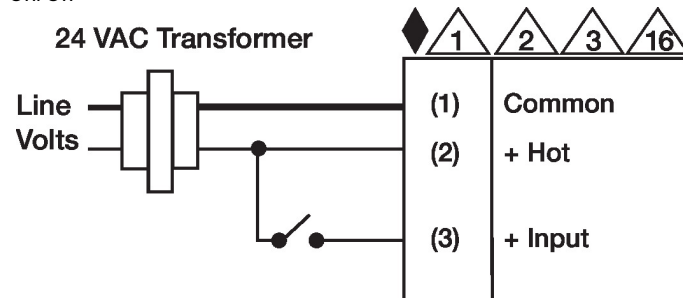 24 VAC Transformer
1 2 3 16
Line
Volts
(1) Common
(2) + Hot
(3) + Input